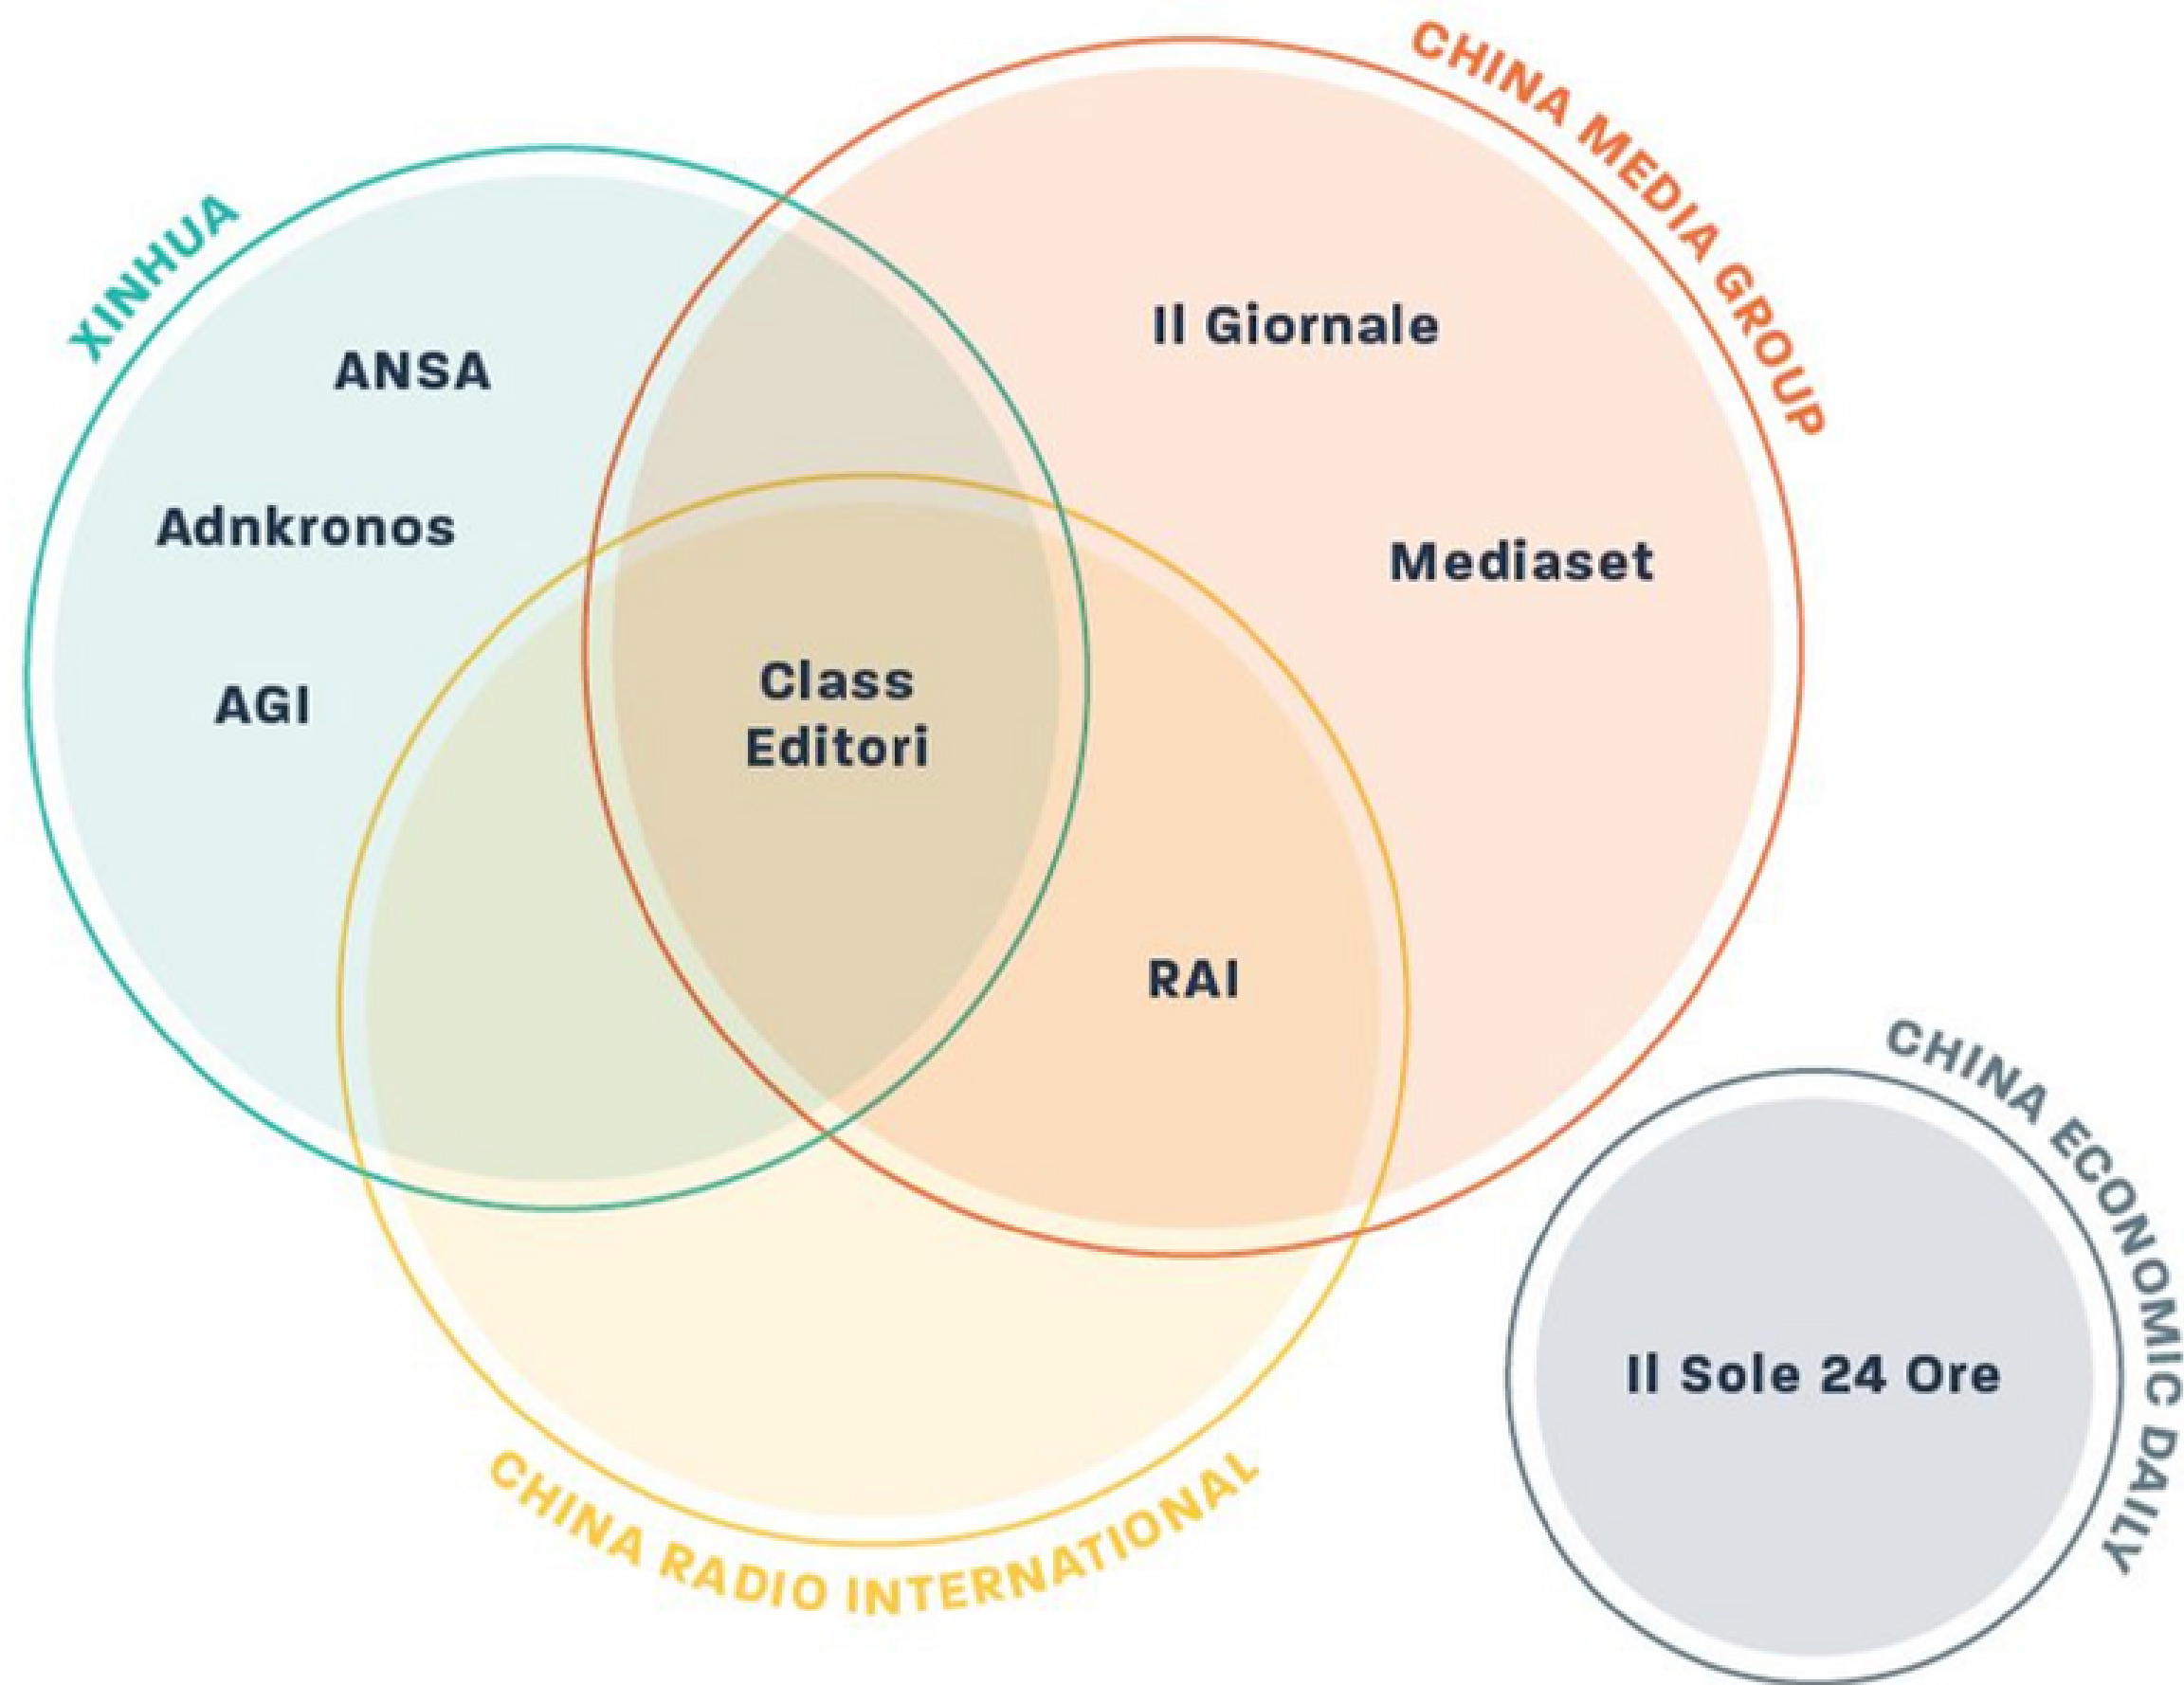 CHINA MEDIA GROUP
XINHUA
Il Giornale
ANSA
Adnkronos
Mediaset
AGI
Class
Editori
RAI
CHINA ECONOMIC DAILY
Il Sole 24 Ore
CHINA RADIO INTERNATIONAL